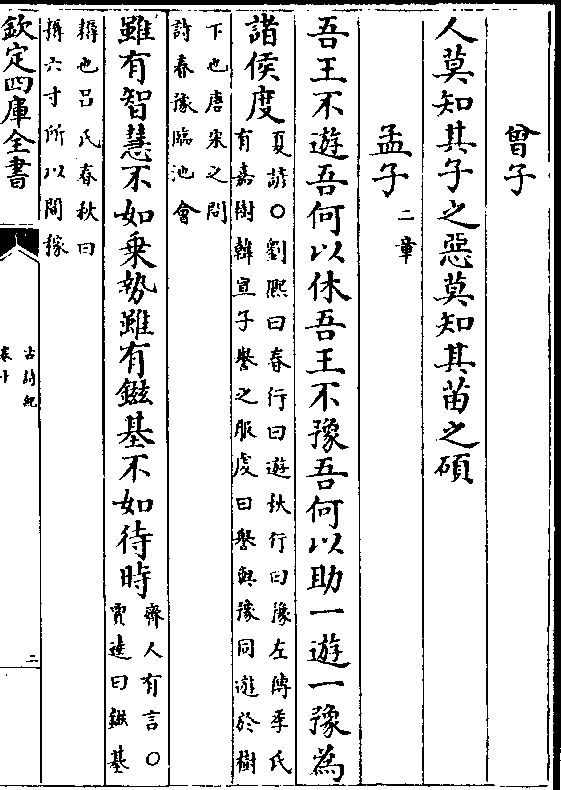 曾子
人莫知其子之惡莫知其苗之碩
孟子二章
吾王不遊吾何以休吾王不豫吾何以助一遊一豫為
諸侯度夏諺○劉熙曰春行曰遊秋行曰豫左傳季氏
有嘉樹韓宣子譽之服虔曰譽與豫同遊於樹
下也唐宋之問
詩春豫臨池會
雖有智慧不如乗勢雖有鎡基不如待時齊人有言○
賈逵曰鎡基
耨也吕氏春秋曰
耨六寸所以間稼
欽定四庫全書
古詩紀
卷十
二